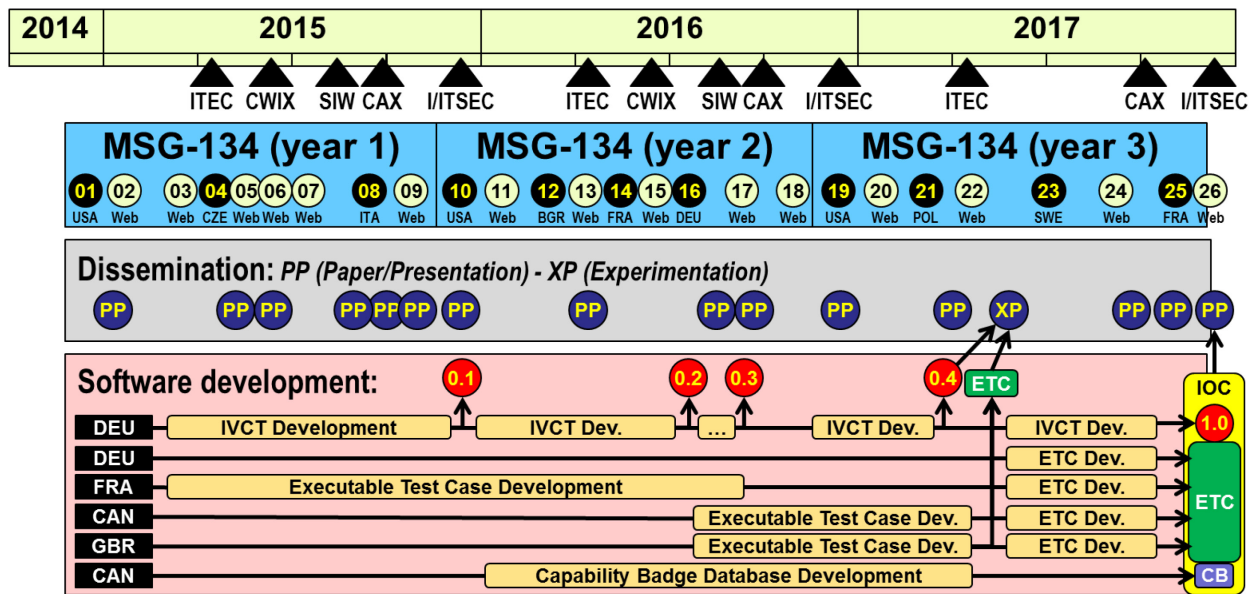 2014 2015 2016 2017
ITEC CWIX SIW CAX I/ITSEC ITEC CWIX SIW CAX I/ITSEC ITEC CAX I/ITSEC
MSG-134 (year 1) MSG-134 (year 2) MSG-134 (year 3)
01 02 03 04 05 06 07 08 09 10 11 12 13 14 15 16 17 18 19 20 21 22 23 24 25 26
USA Web Web CZE Web Web Web ITA Web USA Web BGR Web FRA Web DEU Web Web USA Web POL Web SWE Web FRA Web
Dissemination: PP (Paper/Presentation) - XP (Experimentation)
PP PP PP PP PP PP PP PP PP PP PP PP XP PP PP PP
Software development: 0.1 0.2 0.3 0.4 ETC IOC
DEU IVCT Development IVCT Dev. ... IVCT Dev. IVCT Dev. 1.0
DEU ETC Dev.
FRA Executable Test Case Development ETC Dev. ETC
CAN Executable Test Case Dev. ETC Dev.
GBR Executable Test Case Dev. ETC Dev.
CAN Capability Badge Database Development CB